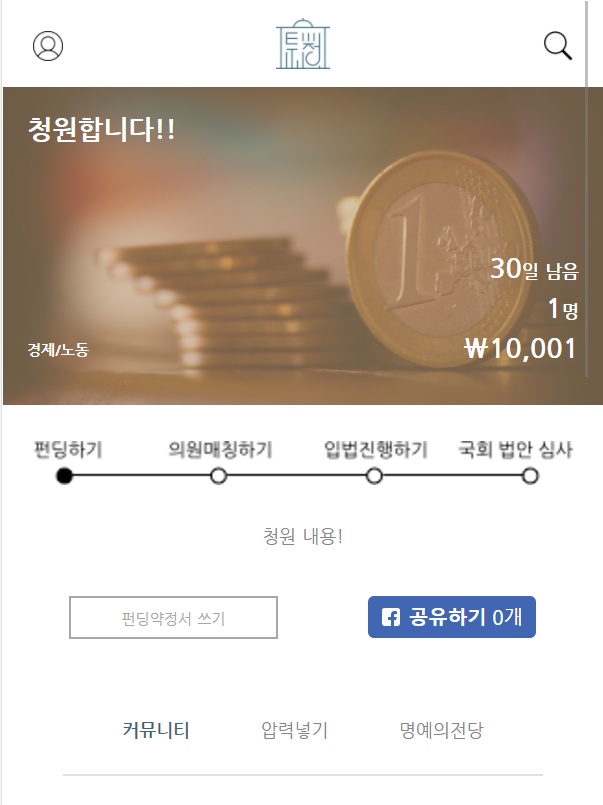 청원합니다!!
30일 남음
1명
경제/노동
₩10,001
펀딩하기 의원매칭하기 입법진행하기 국회 법안 심사
청원 내용!
펀딩약정서 쓰기 공유하기 0개
커뮤니티 압력넣기 명예의전당